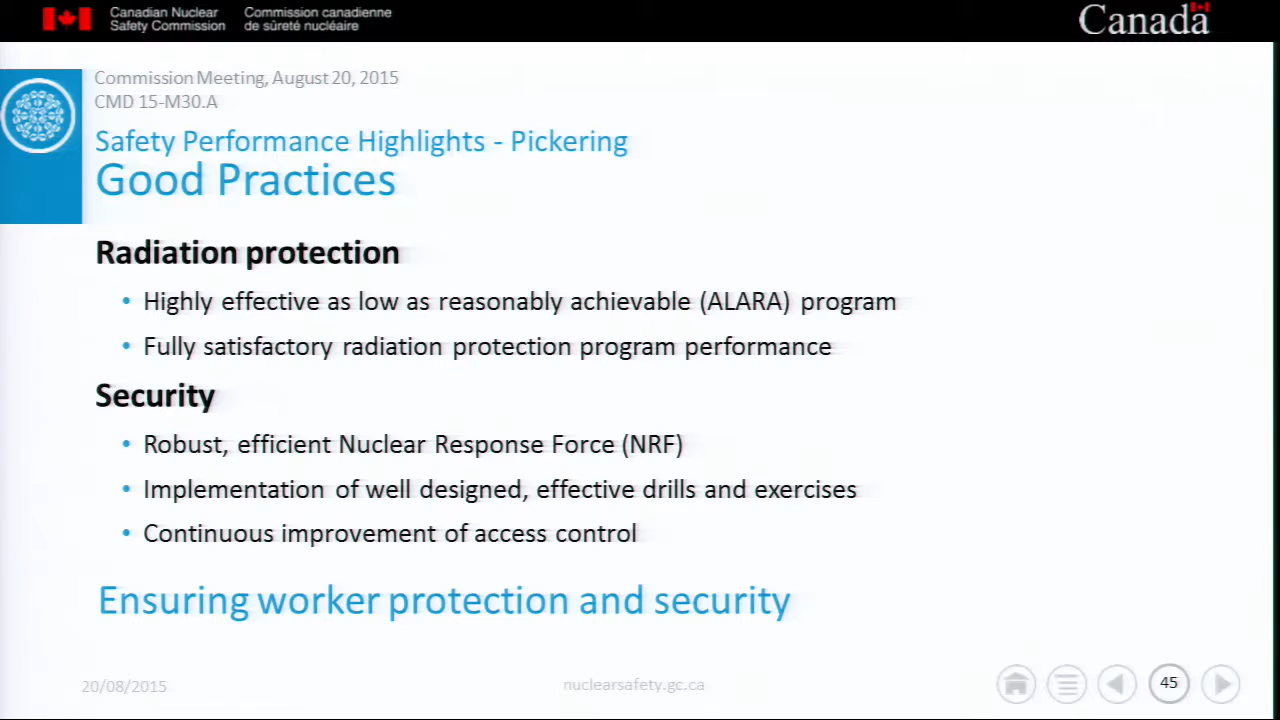 Canadian Nuclear
Safety Commission
Commission canadienne
de sûreté nucléaire
Canada
Commission Meeting, August 20, 2015
CMD 15-M30.A
Safety Performance Highlights - Pickering
Good Practices
Radiation protection
• Highly effective as low as reasonably achievable (ALARA) program
• Fully satisfactory radiation protection program performance
Security
• Robust, efficient Nuclear Response Force (NRF)
• Implementation of well designed, effective drills and exercises
• Continuous improvement of access control
Ensuring worker protection and security
20/08/2015
nuclearsafety.gc.ca
45